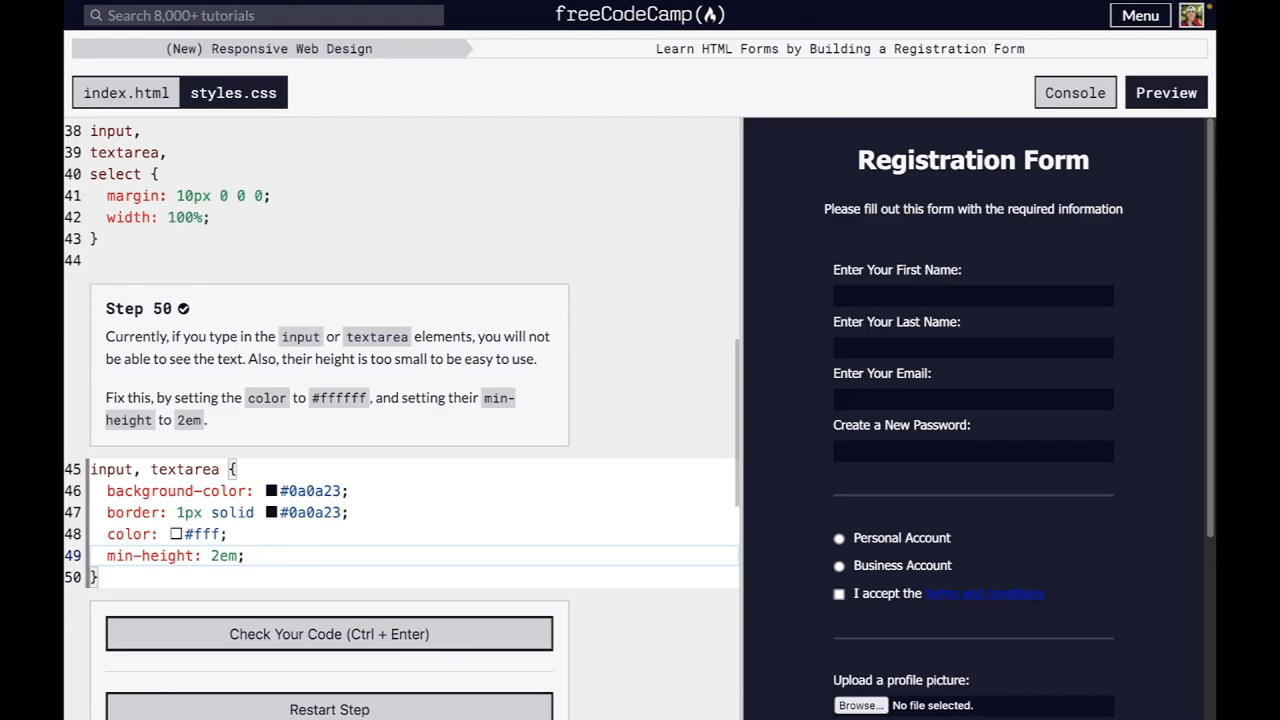 Search 8,000+ tutorials
freeCodeCamp
Menu
(New) Responsive Web Design
Learn HTML Forms by Building a Registration Form
index.html
styles.css
Console
Preview
38 input,
39 textarea,
40 select {
41 margin: 10px 0 0 0;
42 width: 100%;
43 }
44
Step 50
Currently, if you type in the input or textarea elements, you will not
be able to see the text. Also, their height is too small to be easy to use.
Fix this, by setting the color to #ffffff, and setting their min-
height to 2em.
45 input, textarea {
46 background-color: #0a0a23;
47 border: 1px solid #0a0a23;
48 color: #fff;
49 min-height: 2em;
50 }
Check Your Code (Ctrl + Enter)
Restart Step
Registration Form
Please fill out this form with the required information
Enter Your First Name:
Enter Your Last Name:
Enter Your Email:
Create a New Password:
Personal Account
Business Account
I accept the terms and conditions
Upload a profile picture:
Browse... No file selected.